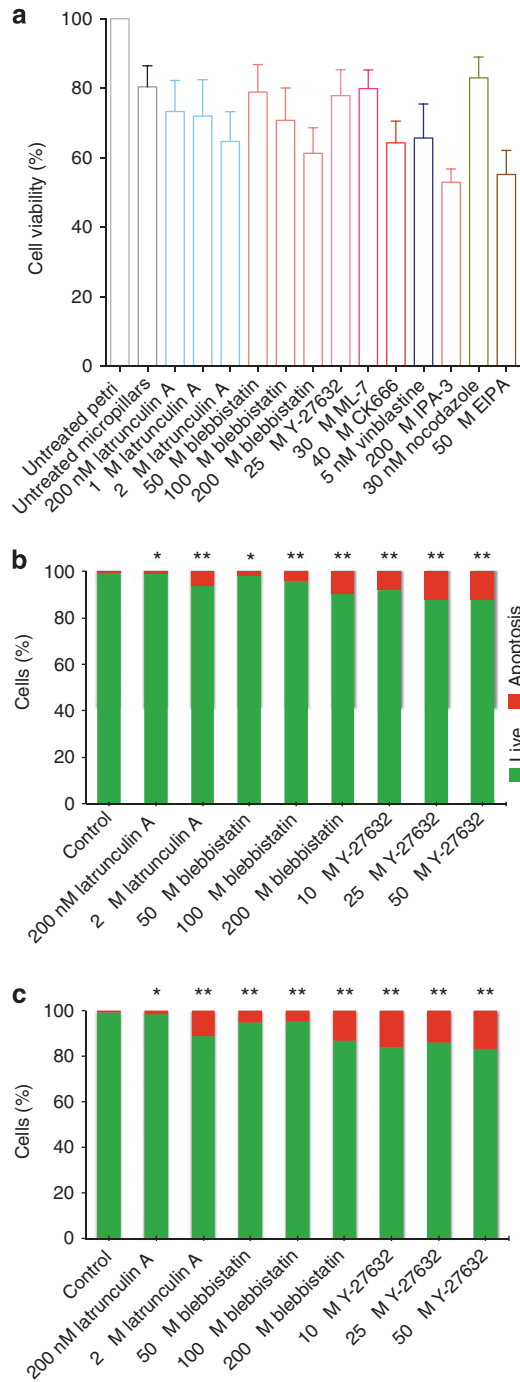 a
Cell viability (%)
100
80
60
40
20
0
Untreated petri
Untreated micropillars
200 nM latrunculin A
1 M latrunculin A
2 M latrunculin A
50 M blebbistatin
100 M blebbistatin
200 M blebbistatin
25 M Y-27632
30 M ML-7
40 M CK666
5 nM vinblastine
200 M IPA-3
30 nM nocodazole
50 M EIPA
b
* ** * ** ** ** ** **
Cells (%)
100
80
60
40
20
0
Control
200 nM latrunculin A
2 M latrunculin A
50 M blebbistatin
100 M blebbistatin
200 M blebbistatin
10 M Y-27632
25 M Y-27632
50 M Y-27632
Apoptosis
Live
c
* ** ** ** ** ** ** **
Cells (%)
100
80
60
40
20
0
Control
200 nM latrunculin A
2 M latrunculin A
50 M blebbistatin
100 M blebbistatin
200 M blebbistatin
10 M Y-27632
25 M Y-27632
50 M Y-27632